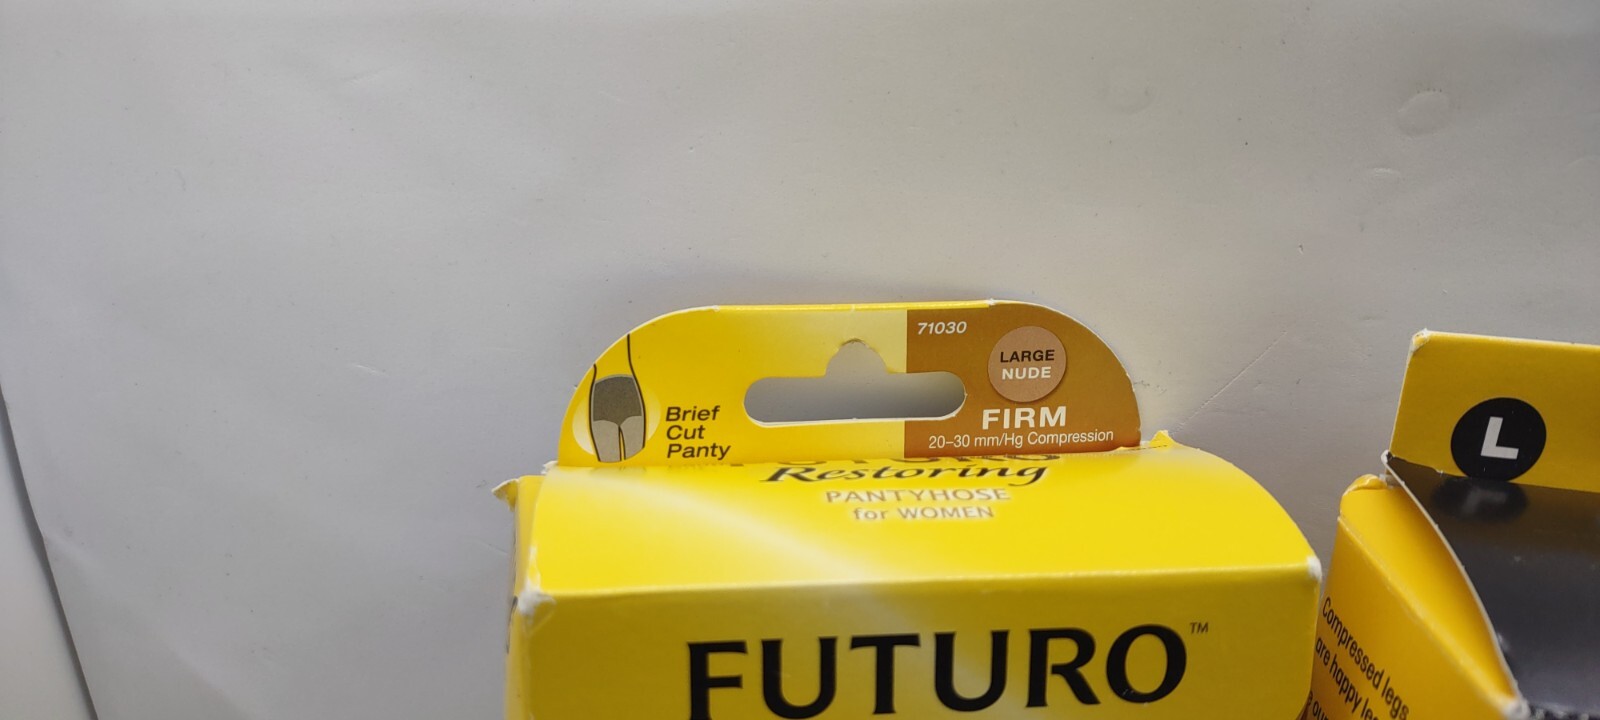 71030
LARGE
NUDE
FIRM
20–30 mm/Hg Compression
Brief
Cut
Panty
Restoring
PANTYHOSE
for WOMEN
FUTURO™
L
Compressed legs
are happy